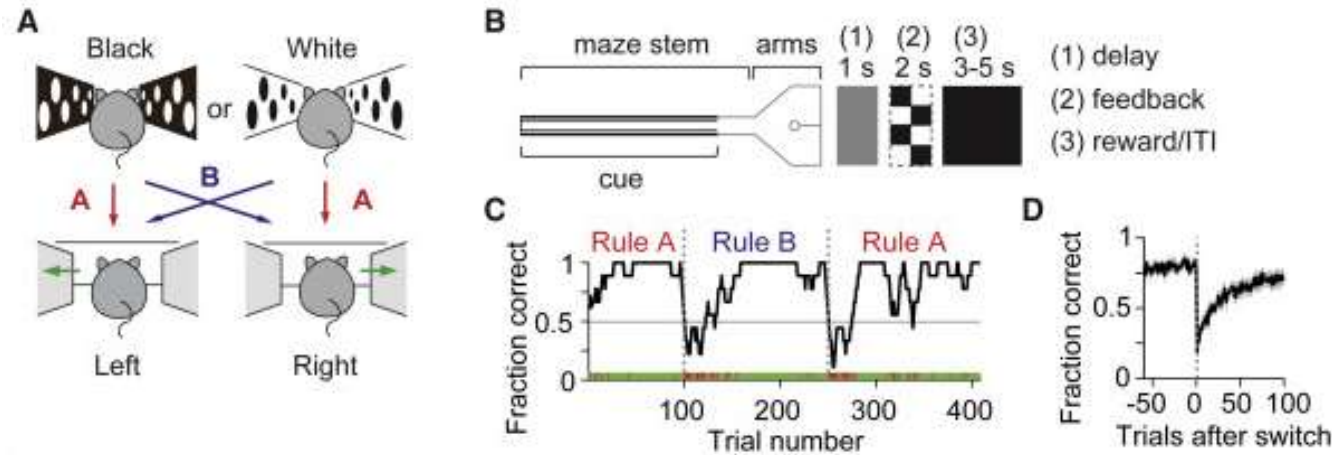 A
Black
White
or
A
B
A
Left
Right
B
maze stem
arms
(1)
(2)
(3)
1 s
2 s
3-5 s
cue
(1) delay
(2) feedback
(3) reward/ITI
C
Rule A
Rule B
Rule A
Fraction correct
1
0.5
0
100
200
300
400
Trial number
D
Fraction correct
1
0.5
0
-50
0
50
100
Trials after switch